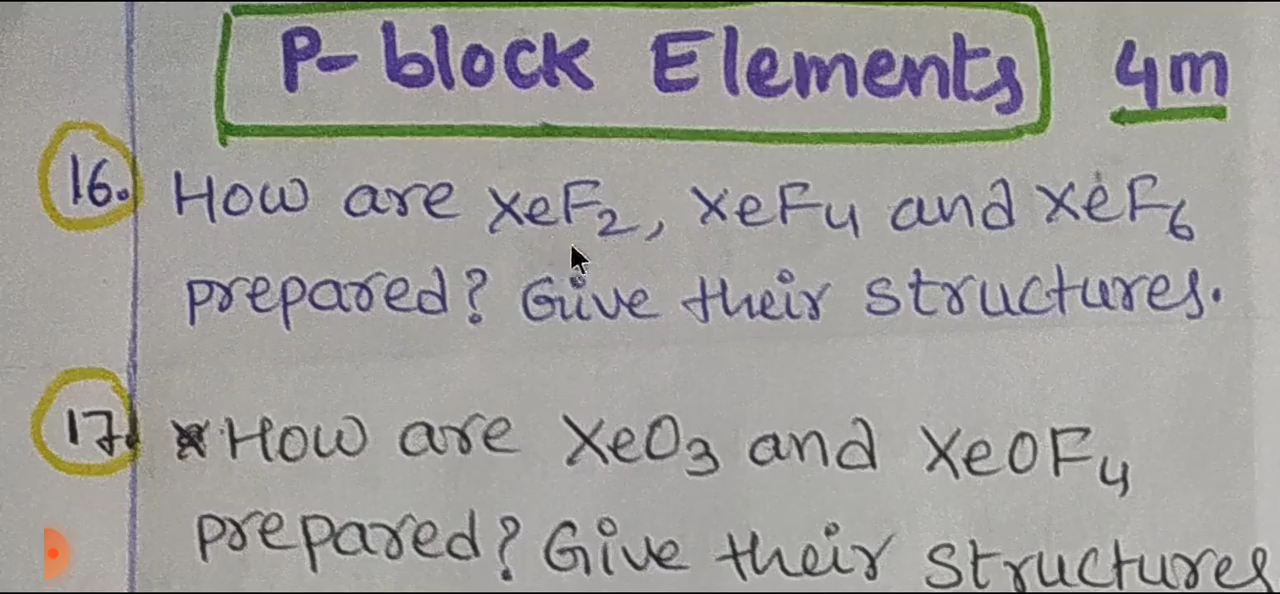 P-block Elements 4m
16. How are XeF₂, XeF₄ and XeF₆
prepared? Give their structures.
17. How are XeO₃ and XeOF₄
prepared? Give their structures